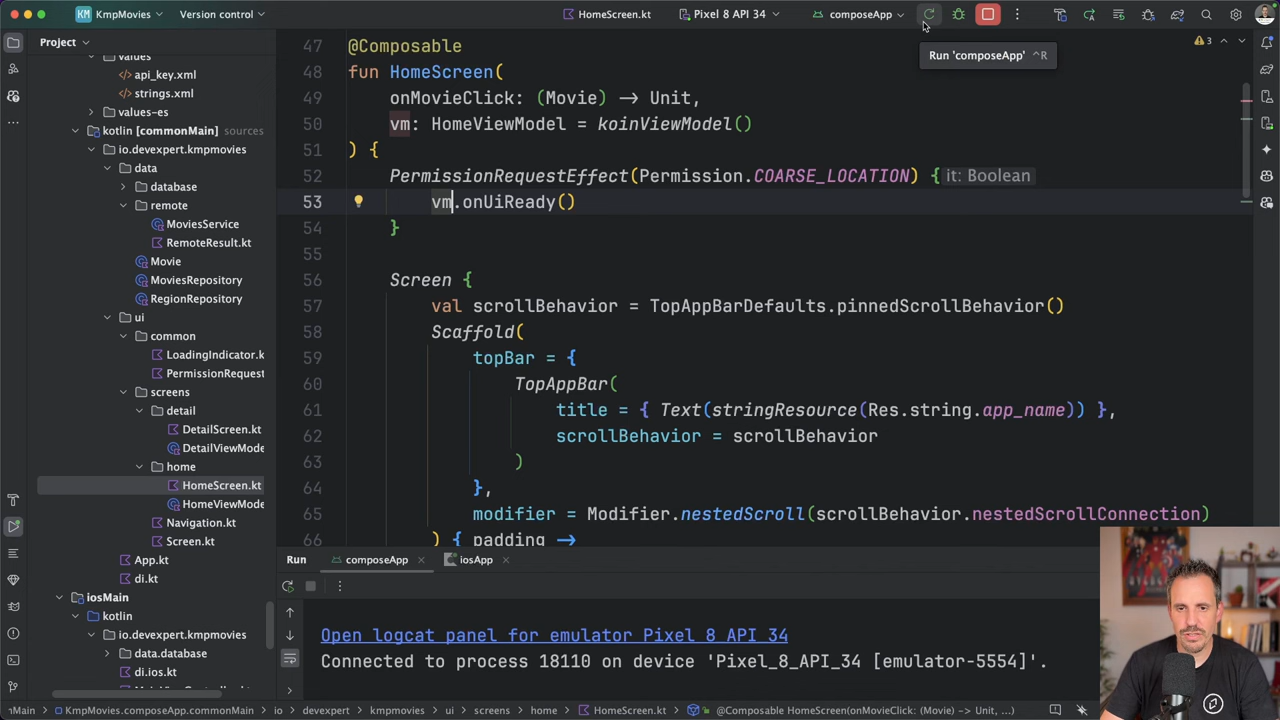 KmpMovies
Version control
HomeScreen.kt
Pixel 8 API 34
composeApp
Run 'composeApp' ⌃R
Project
values
api_key.xml
strings.xml
values-es
kotlin [commonMain] sources
io.devexpert.kmpmovies
data
database
remote
MoviesService
RemoteResult.kt
Movie
MoviesRepository
RegionRepository
ui
common
LoadingIndicator.k
PermissionRequest
screens
detail
DetailScreen.kt
DetailViewMode
home
HomeScreen.kt
HomeViewMode
Navigation.kt
Screen.kt
App.kt
di.kt
iosMain
kotlin
io.devexpert.kmpmovies
data.database
di.ios.kt
3
47 @Composable
48 fun HomeScreen(
49 onMovieClick: (Movie) -> Unit,
50 vm: HomeViewModel = koinViewModel()
51 ) {
52 PermissionRequestEffect(Permission.COARSE_LOCATION) { it: Boolean
53 vm.onUiReady()
54 }
55
56 Screen {
57 val scrollBehavior = TopAppBarDefaults.pinnedScrollBehavior()
58 Scaffold(
59 topBar = {
60 TopAppBar(
61 title = { Text(stringResource(Res.string.app_name)) },
62 scrollBehavior = scrollBehavior
63 )
64 },
65 modifier = Modifier.nestedScroll(scrollBehavior.nestedScrollConnection)
66 ) { padding ->
Run composeApp iosApp
Open logcat panel for emulator Pixel 8 API 34
Connected to process 18110 on device 'Pixel_8_API_34 [emulator-5554]'.
nMain KmpMovies.composeApp.commonMain io devexpert kmpmovies ui screens home HomeScreen.kt @Composable HomeScreen(onMovieClick: (Movie) -> Unit, ...)